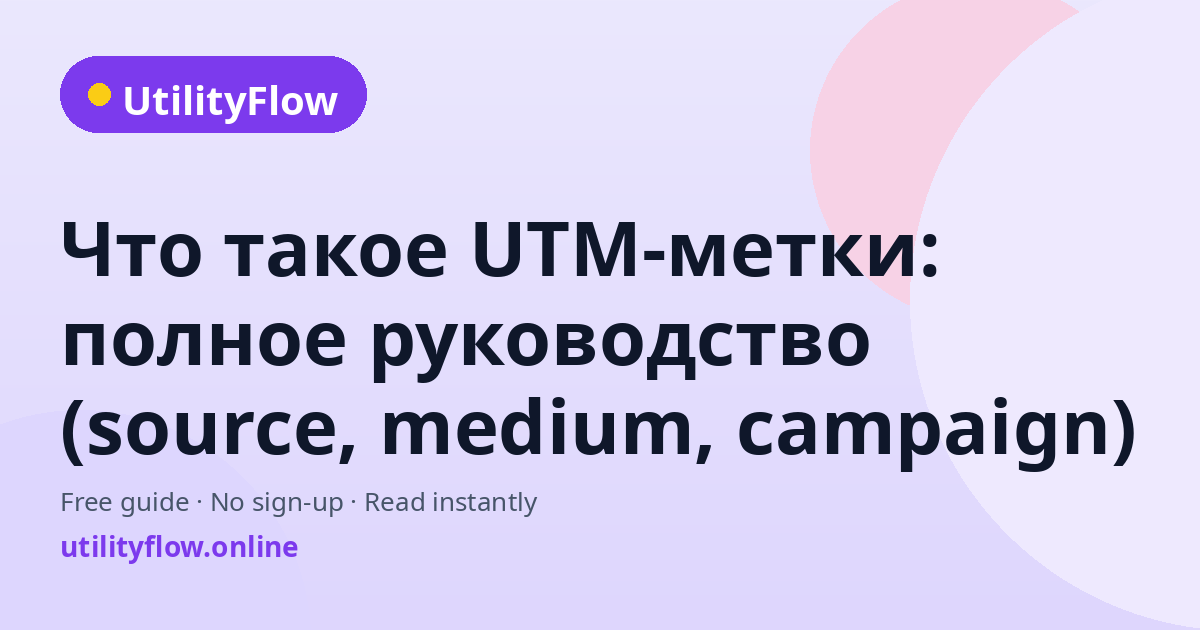 UtilityFlow
Что такое UTM-метки:
полное руководство
(source, medium, campaign)
Free guide · No sign-up · Read instantly
utilityflow.online